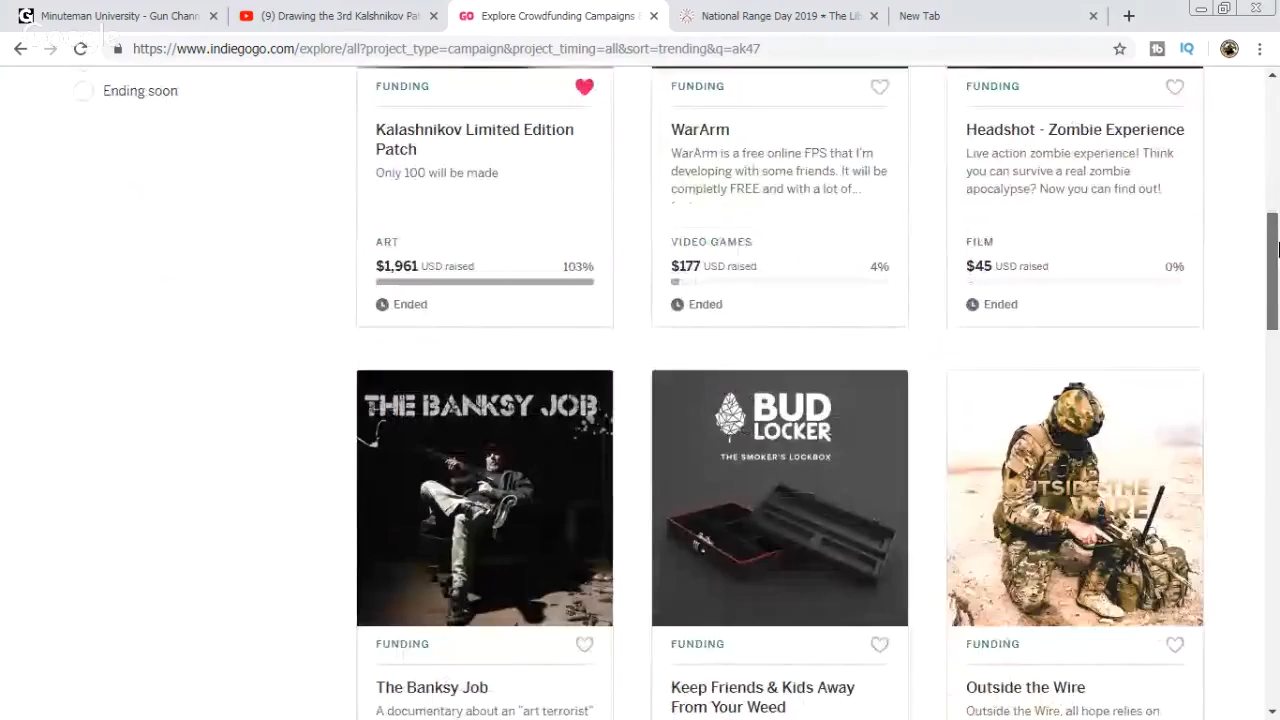 Minuteman University - Gun Chann
(9) Drawing the 3rd Kalshnikov Pa
GO Explore Crowdfunding Campaigns
National Range Day 2019 • The Lib
New Tab
https://www.indiegogo.com/explore/all?project_type=campaign&project_timing=all&sort=trending&q=ak47
Ending soon
FUNDING
Kalashnikov Limited Edition
Patch
Only 100 will be made
ART
$1,961 USD raised 103%
Ended
FUNDING
WarArm
WarArm is a free online FPS that I'm
developing with some friends. It will be
completly FREE and with a lot of...
VIDEO GAMES
$177 USD raised 4%
Ended
FUNDING
Headshot - Zombie Experience
Live action zombie experience! Think
you can survive a real zombie
apocalypse? Now you can find out!
FILM
$45 USD raised 0%
Ended
THE BANKSY JOB
FUNDING
The Banksy Job
A documentary about an "art terrorist"
BUD
LOCKER
THE SMOKER'S LOCKBOX
FUNDING
Keep Friends & Kids Away
From Your Weed
OUTSIDE THE
WIRE
FUNDING
Outside the Wire
Outside the Wire, all hope relies on